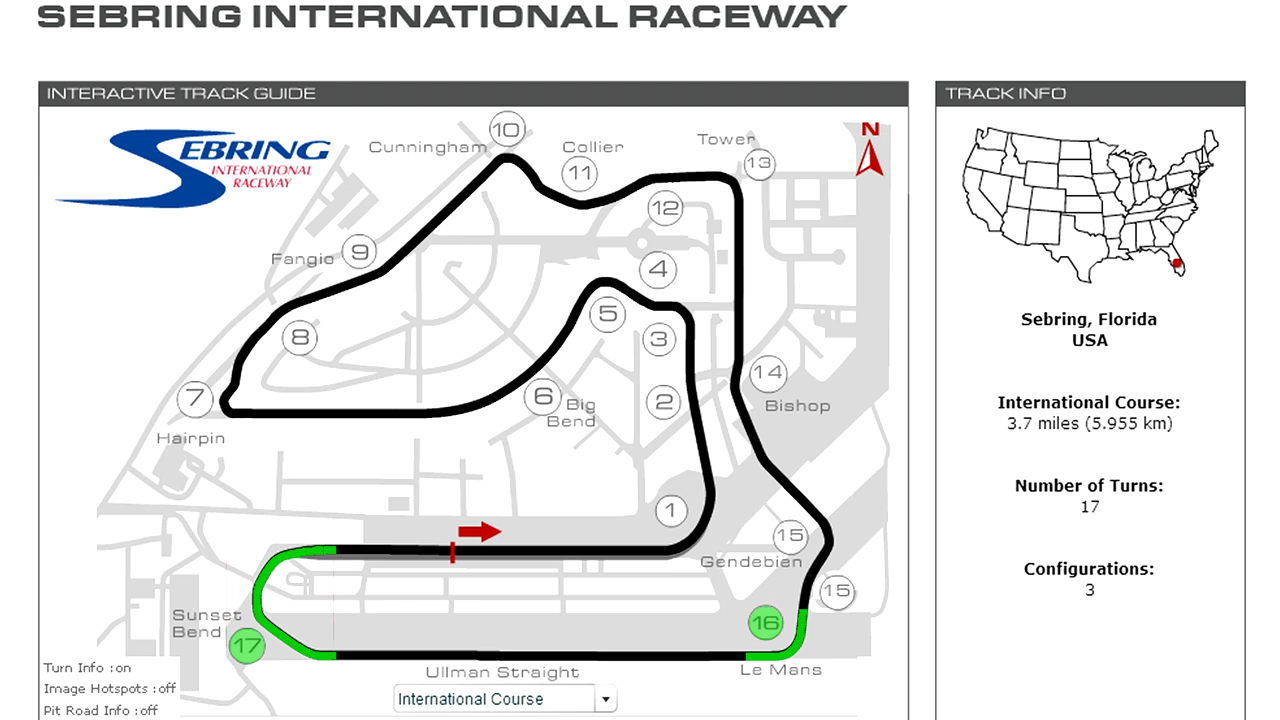 SEBRING INTERNATIONAL RACEWAY
INTERACTIVE TRACK GUIDE
SEBRING
INTERNATIONAL
RACEWAY
Cunningham
10
Collier
11
Tower
13
N
12
Fangio
9
4
8
5
3
7
6
Big
Bend
2
14
Bishop
Hairpin
1
15
Gendebien
15
Sunset
Bend
17
16
Ullman Straight
Le Mans
Turn Info :on
Image Hotspots :off
Pit Road Info :off
International Course
TRACK INFO
Sebring, Florida
USA
International Course:
3.7 miles (5.955 km)
Number of Turns:
17
Configurations:
3